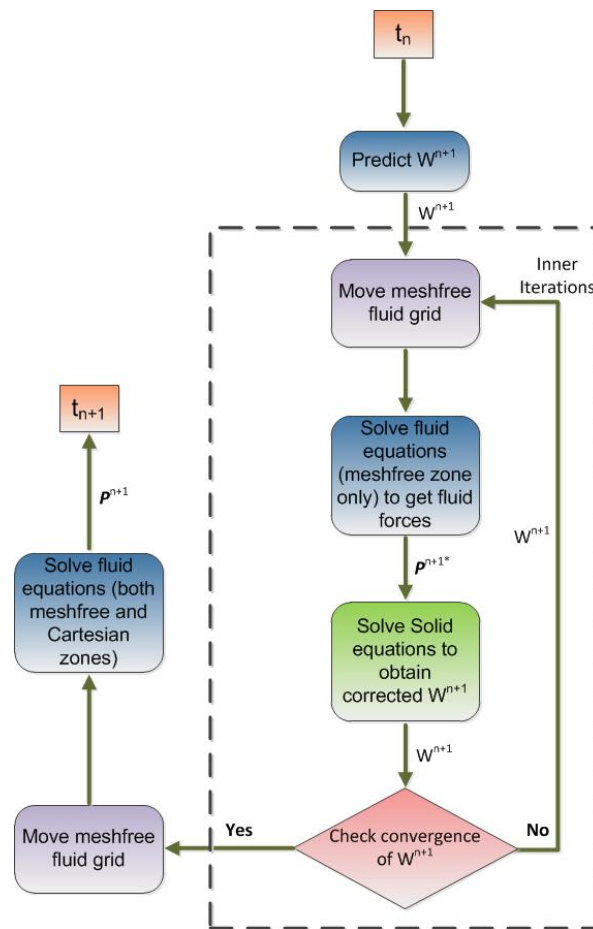 tₙ
Predict Wⁿ⁺¹
Wⁿ⁺¹
Inner
Iterations
Move meshfree
fluid grid
Solve fluid
equations
(meshfree zone
only) to get fluid
forces
Wⁿ⁺¹
Pⁿ⁺¹*
Solve Solid
equations to
obtain
corrected Wⁿ⁺¹
Wⁿ⁺¹
Check convergence
of Wⁿ⁺¹
No
Yes
Move meshfree
fluid grid
Solve fluid
equations (both
meshfree and
Cartesian
zones)
Pⁿ⁺¹
tₙ₊₁